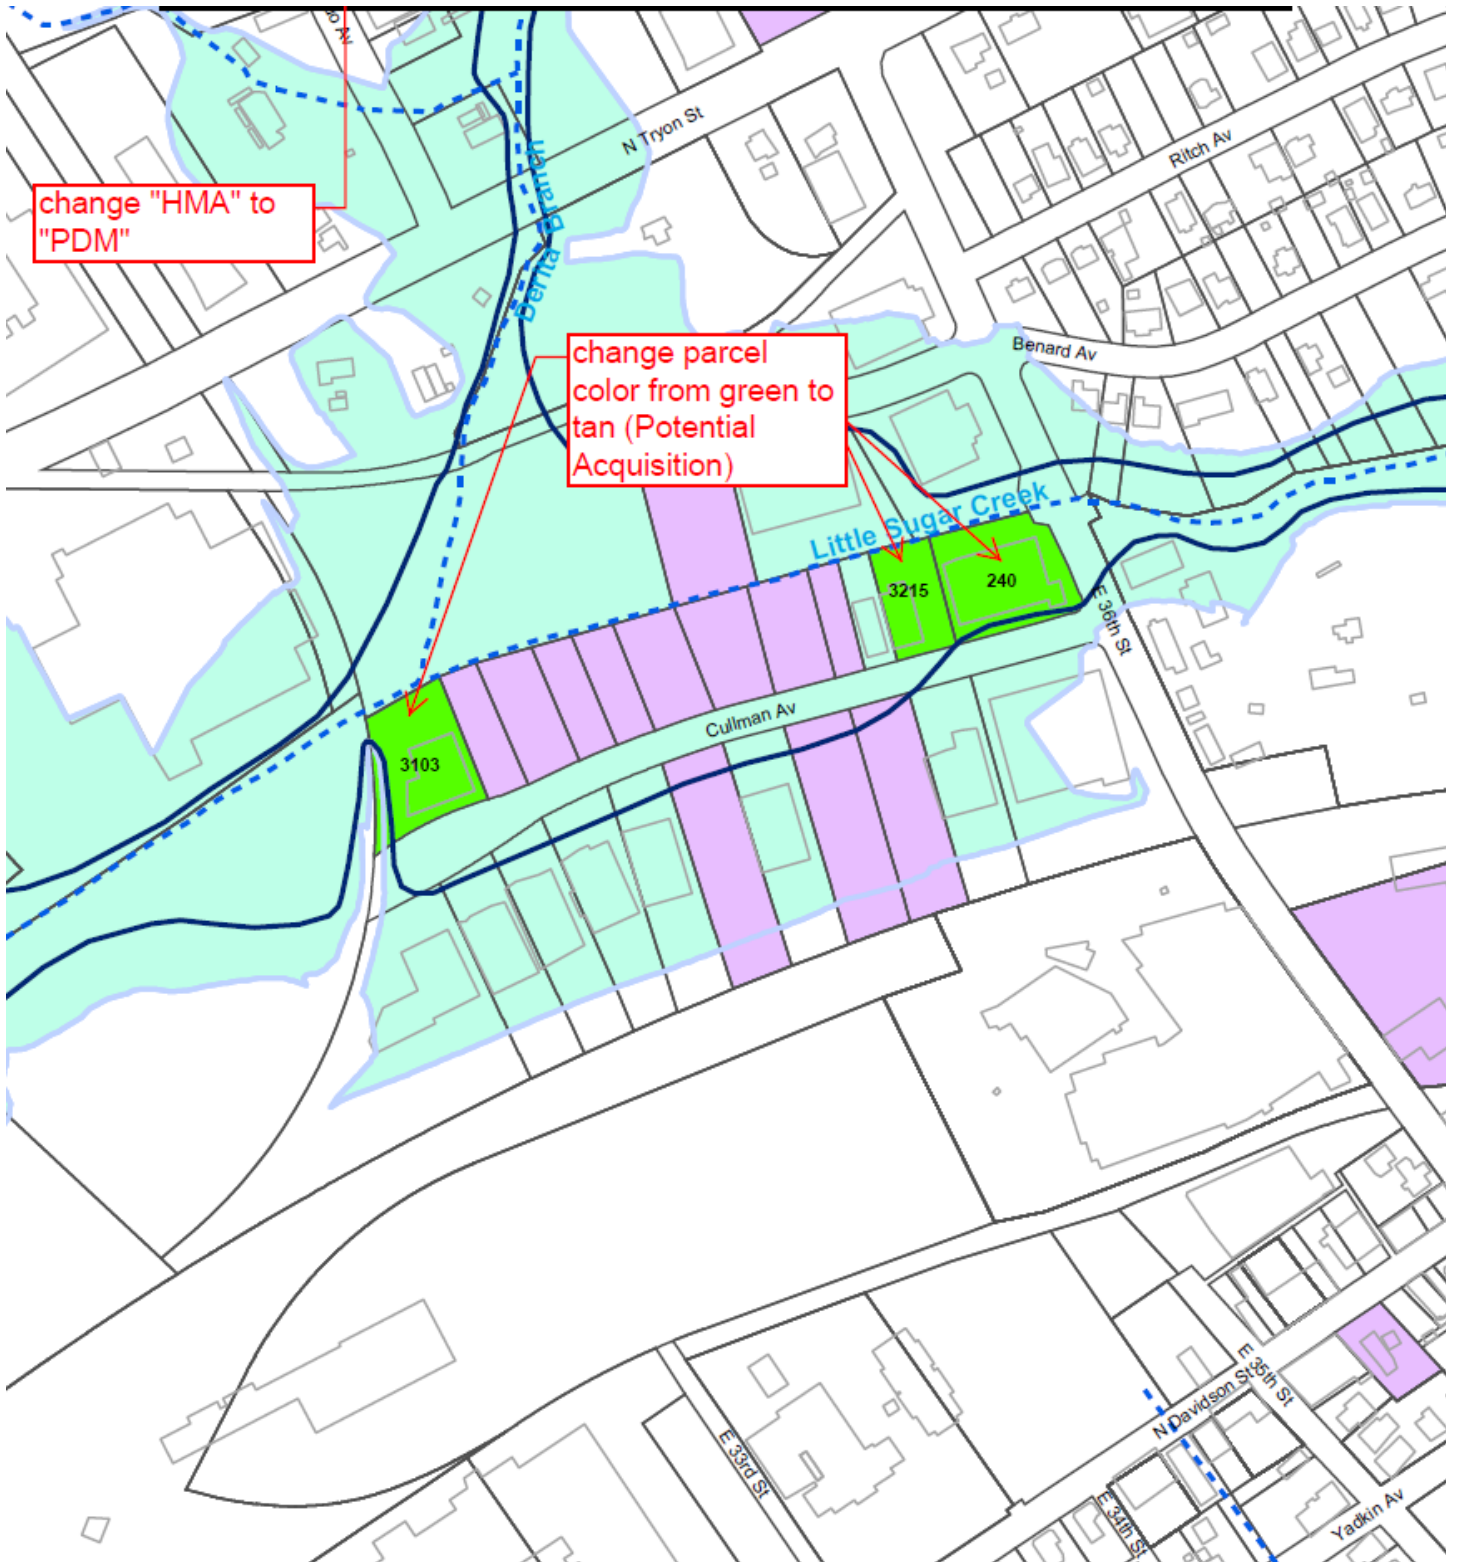 N Tryon St
Ritch Av
change "HMA" to
"PDM"
Derita Branch
change parcel
color from green to
tan (Potential
Acquisition)
Benard Av
Little Sugar Creek
3215
240
E 36th St
Cullman Av
3103
E 35th St
N Davidson St
E 33rd St
E 34th St
Yadkin Av